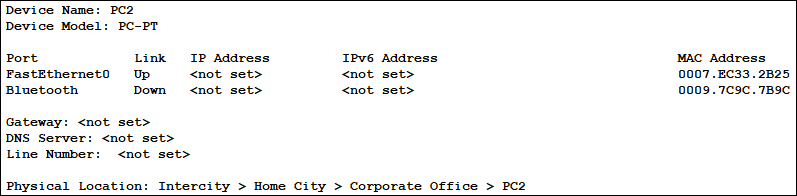 Device Name: PC2
Device Model: PC-PT

Port Link IP Address IPv6 Address MAC Address
FastEthernet0 Up <not set> <not set> 0007.EC33.2B25
Bluetooth Down <not set> <not set> 0009.7C9C.7B9C

Gateway: <not set>
DNS Server: <not set>
Line Number: <not set>

Physical Location: Intercity > Home City > Corporate Office > PC2